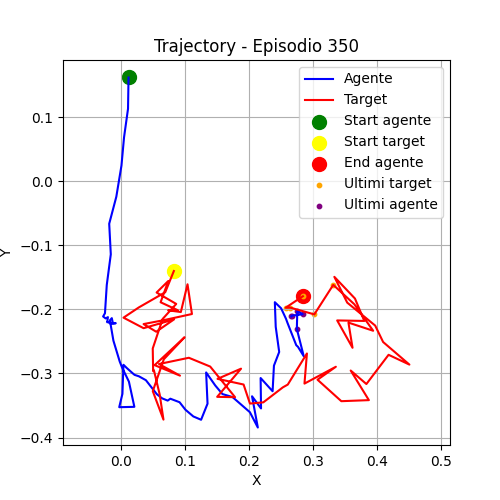 Trajectory - Episodio 350
Agente
Target
Start agente
Start target
End agente
Ultimi target
Ultimi agente
Y
0.1
0.0
−0.1
−0.2
−0.3
−0.4
0.0 0.1 0.2 0.3 0.4 0.5
X